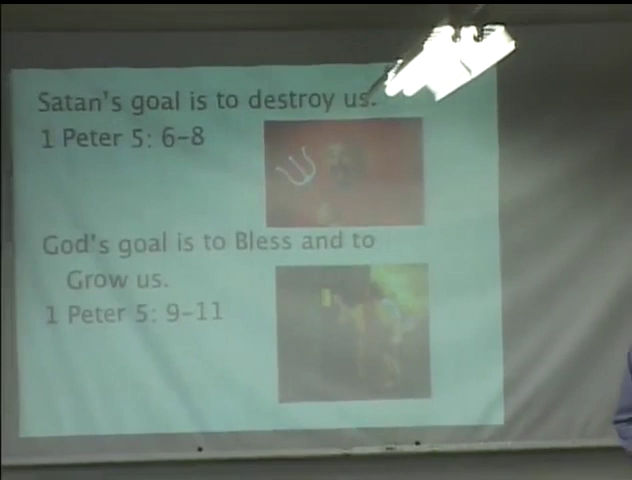 Satan's goal is to destroy us.
1 Peter 5: 6-8
God's goal is to Bless and to
Grow us.
1 Peter 5: 9-11